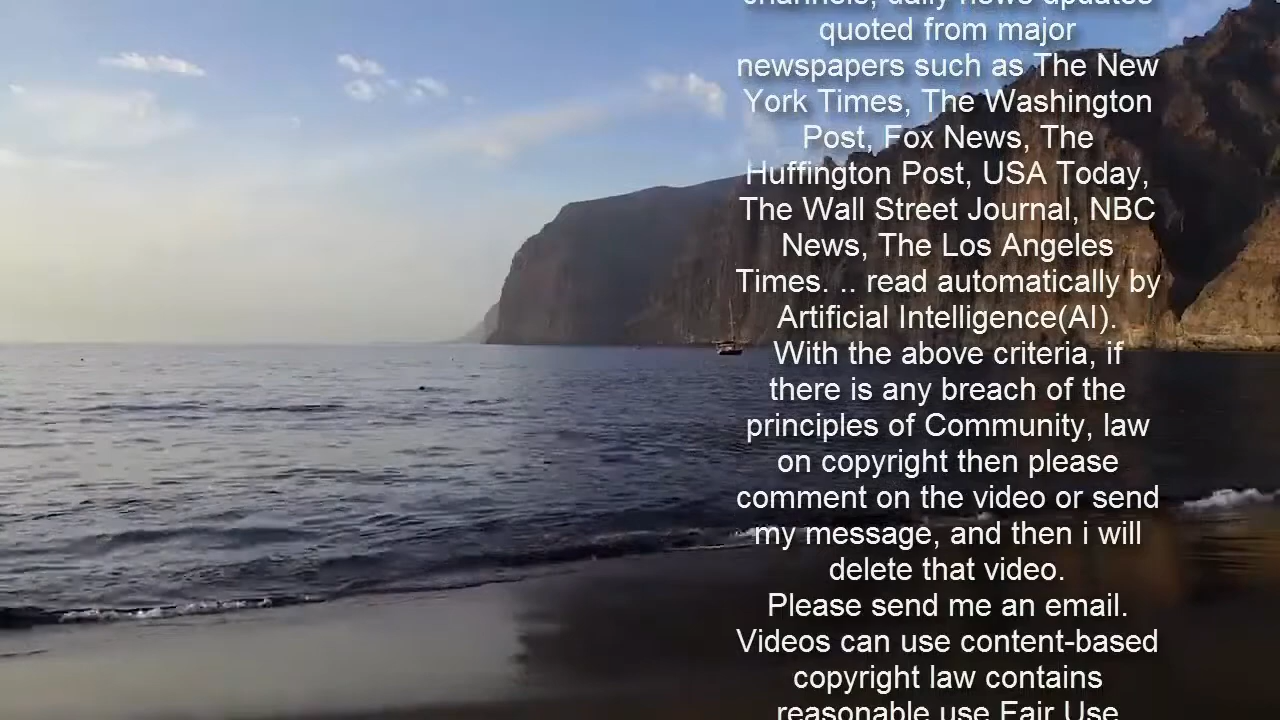 channels, daily news updates
quoted from major
newspapers such as The New
York Times, The Washington
Post, Fox News, The
Huffington Post, USA Today,
The Wall Street Journal, NBC
News, The Los Angeles
Times. .. read automatically by
Artificial Intelligence(AI).
With the above criteria, if
there is any breach of the
principles of Community, law
on copyright then please
comment on the video or send
my message, and then i will
delete that video.
Please send me an email.
Videos can use content-based
copyright law contains
reasonable use Fair Use